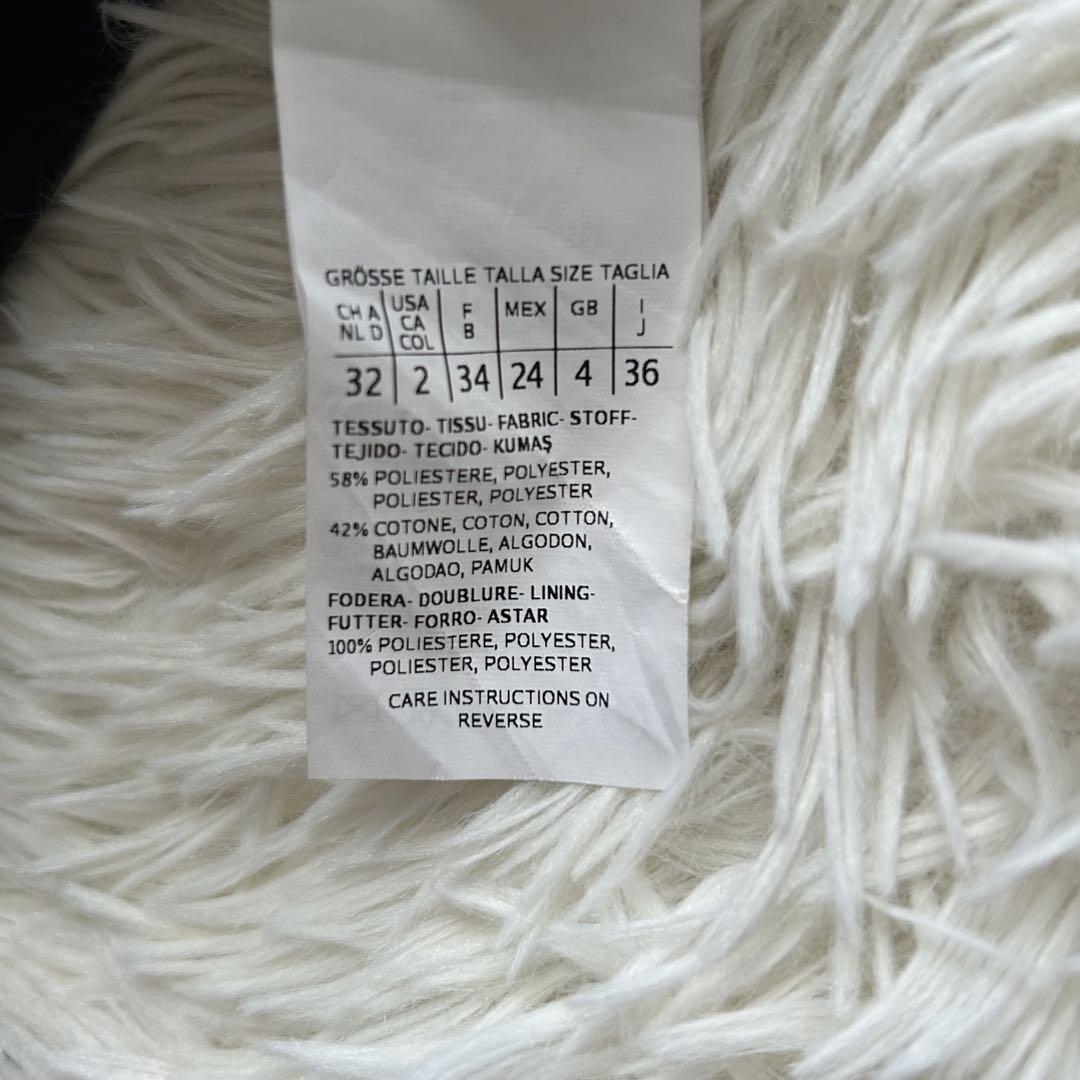 GRÖSSE TAILLE TALLA SIZE TAGLIA
CH A NL D | USA CA COL | F B | MEX | GB | I J
32 | 2 | 34 | 24 | 4 | 36
TESSUTO- TISSU- FABRIC- STOFF-
TEJIDO- TECIDO- KUMAŞ
58% POLIESTERE, POLYESTER,
POLIESTER, POLYESTER
42% COTONE, COTON, COTTON,
BAUMWOLLE, ALGODON,
ALGODAO, PAMUK
FODERA- DOUBLURE- LINING-
FUTTER- FORRO- ASTAR
100% POLIESTERE, POLYESTER,
POLIESTER, POLYESTER
CARE INSTRUCTIONS ON
REVERSE